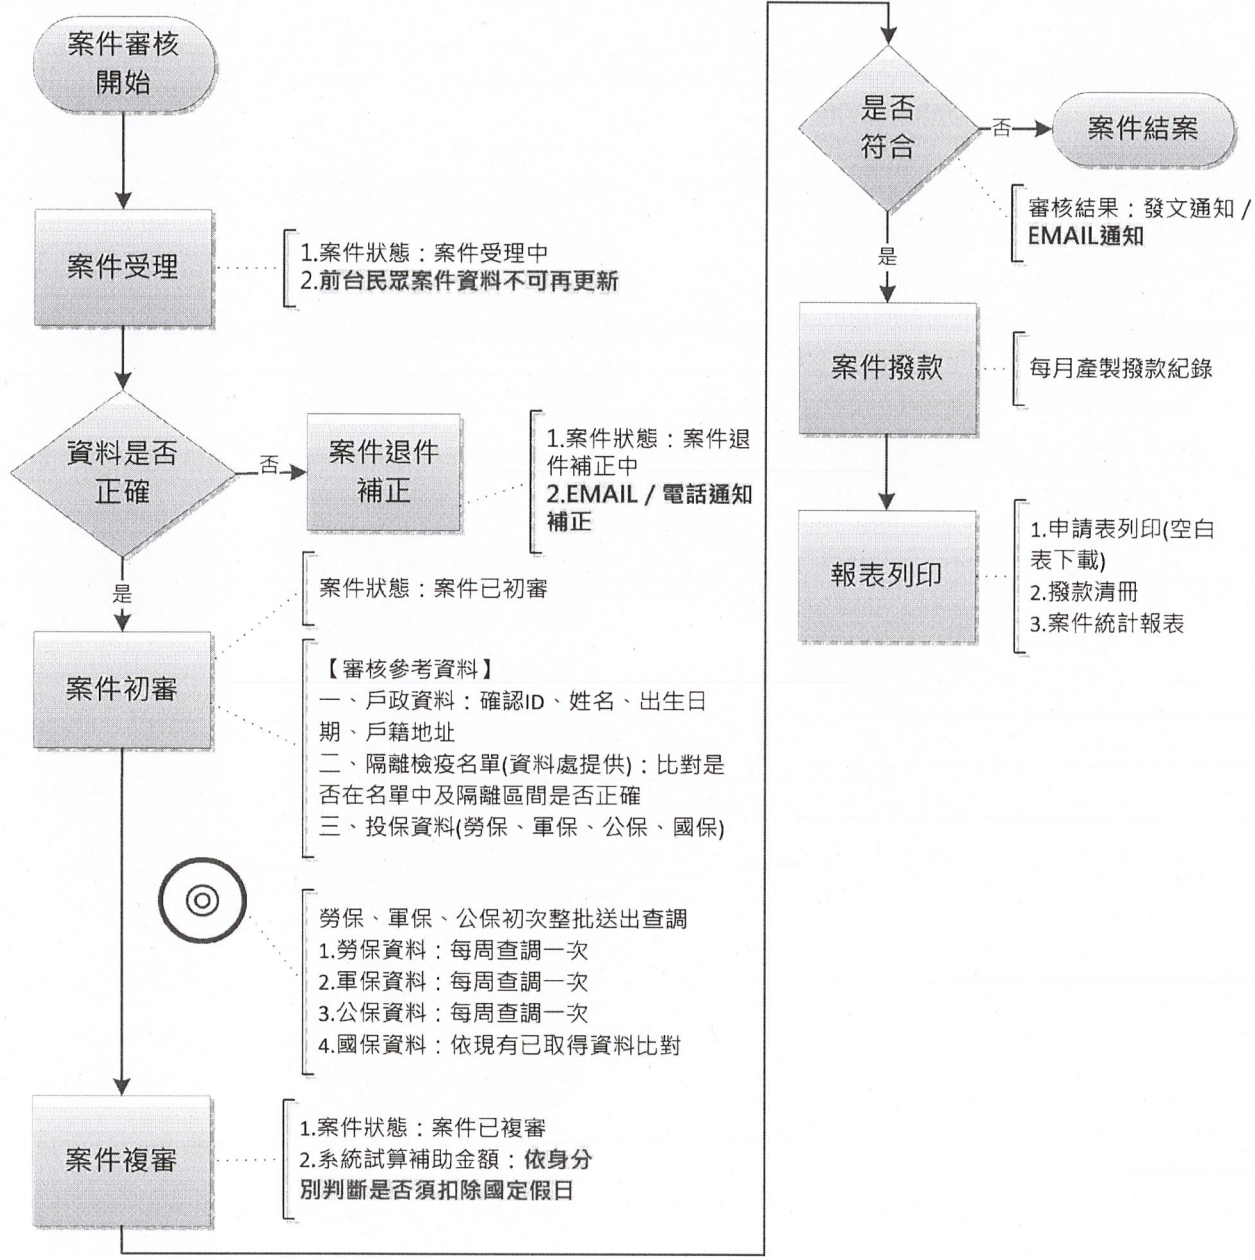 案件審核
開始
案件受理
1.案件狀態：案件受理中
2.前台民眾案件資料不可再更新
資料是否
正確
否
案件退件
補正
1.案件狀態：案件退
件補正中
2.EMAIL / 電話通知
補正
是
案件狀態：案件已初審
案件初審
【審核參考資料】
一、戶政資料：確認ID、姓名、出生日
期、戶籍地址
二、隔離檢疫名單(資料處提供)：比對是
否在名單中及隔離區間是否正確
三、投保資料(勞保、軍保、公保、國保)
勞保、軍保、公保初次整批送出查調
1.勞保資料：每周查調一次
2.軍保資料：每周查調一次
3.公保資料：每周查調一次
4.國保資料：依現有已取得資料比對
案件複審
1.案件狀態：案件已複審
2.系統試算補助金額：依身分
別判斷是否須扣除國定假日
是否
符合
否
案件結案
審核結果：發文通知 /
EMAIL通知
是
案件撥款
每月產製撥款紀錄
報表列印
1.申請表列印(空白
表下載)
2.撥款清冊
3.案件統計報表